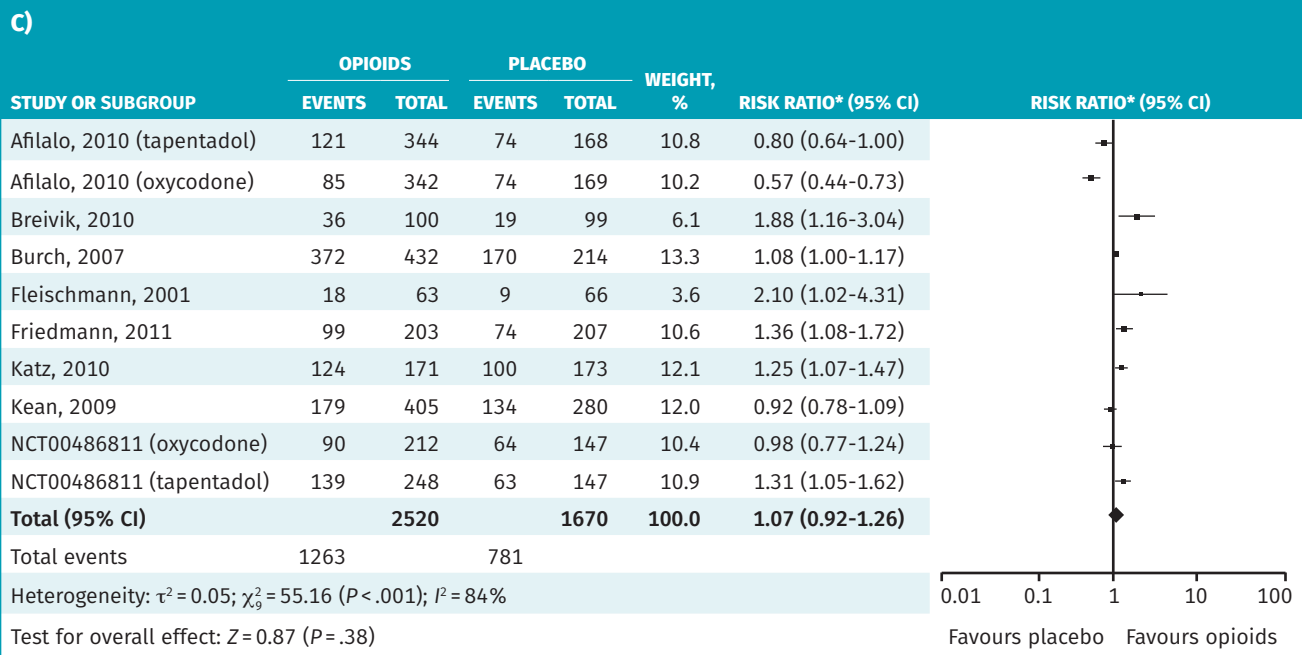 c)
OPIOIDS PLACEBO WEIGHT, %
STUDY OR SUBGROUP EVENTS TOTAL EVENTS TOTAL RISK RATIO* (95% CI) RISK RATIO* (95% CI)
Afilalo, 2010 (tapentadol) 121 344 74 168 10.8 0.80 (0.64-1.00)
Afilalo, 2010 (oxycodone) 85 342 74 169 10.2 0.57 (0.44-0.73)
Breivik, 2010 36 100 19 99 6.1 1.88 (1.16-3.04)
Burch, 2007 372 432 170 214 13.3 1.08 (1.00-1.17)
Fleischmann, 2001 18 63 9 66 3.6 2.10 (1.02-4.31)
Friedmann, 2011 99 203 74 207 10.6 1.36 (1.08-1.72)
Katz, 2010 124 171 100 173 12.1 1.25 (1.07-1.47)
Kean, 2009 179 405 134 280 12.0 0.92 (0.78-1.09)
NCT00486811 (oxycodone) 90 212 64 147 10.4 0.98 (0.77-1.24)
NCT00486811 (tapentadol) 139 248 63 147 10.9 1.31 (1.05-1.62)
Total (95% CI) 2520 1670 100.0 1.07 (0.92-1.26)
Total events 1263 781
Heterogeneity: τ² = 0.05; χ²₉ = 55.16 (P < .001); I² = 84%
0.01 0.1 1 10 100
Test for overall effect: Z = 0.87 (P = .38)
Favours placebo Favours opioids